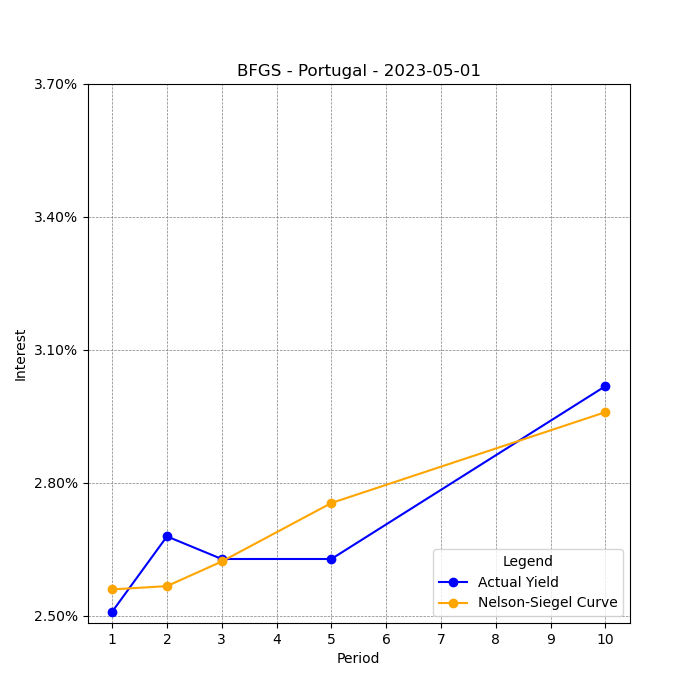 BFGS - Portugal - 2023-05-01
3.70%
3.40%
3.10%
2.80%
2.50%
Interest
1 2 3 4 5 6 7 8 9 10
Period
Legend
Actual Yield
Nelson-Siegel Curve